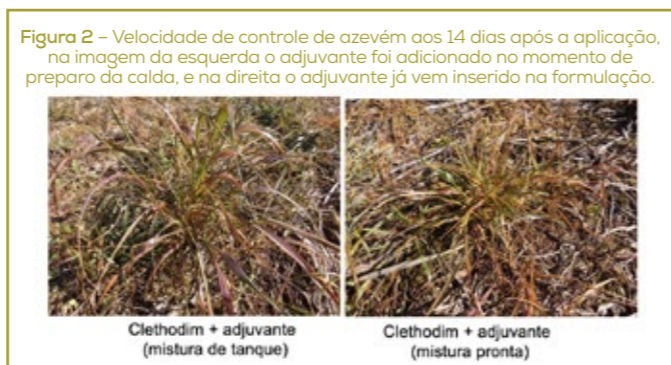 Figura 2 – Velocidade de controle de azevém aos 14 dias após a aplicação,
na imagem da esquerda o adjuvante foi adicionado no momento de
preparo da calda, e na direita o adjuvante já vem inserido na formulação.
Clethodim + adjuvante
(mistura de tanque)
Clethodim + adjuvante
(mistura pronta)